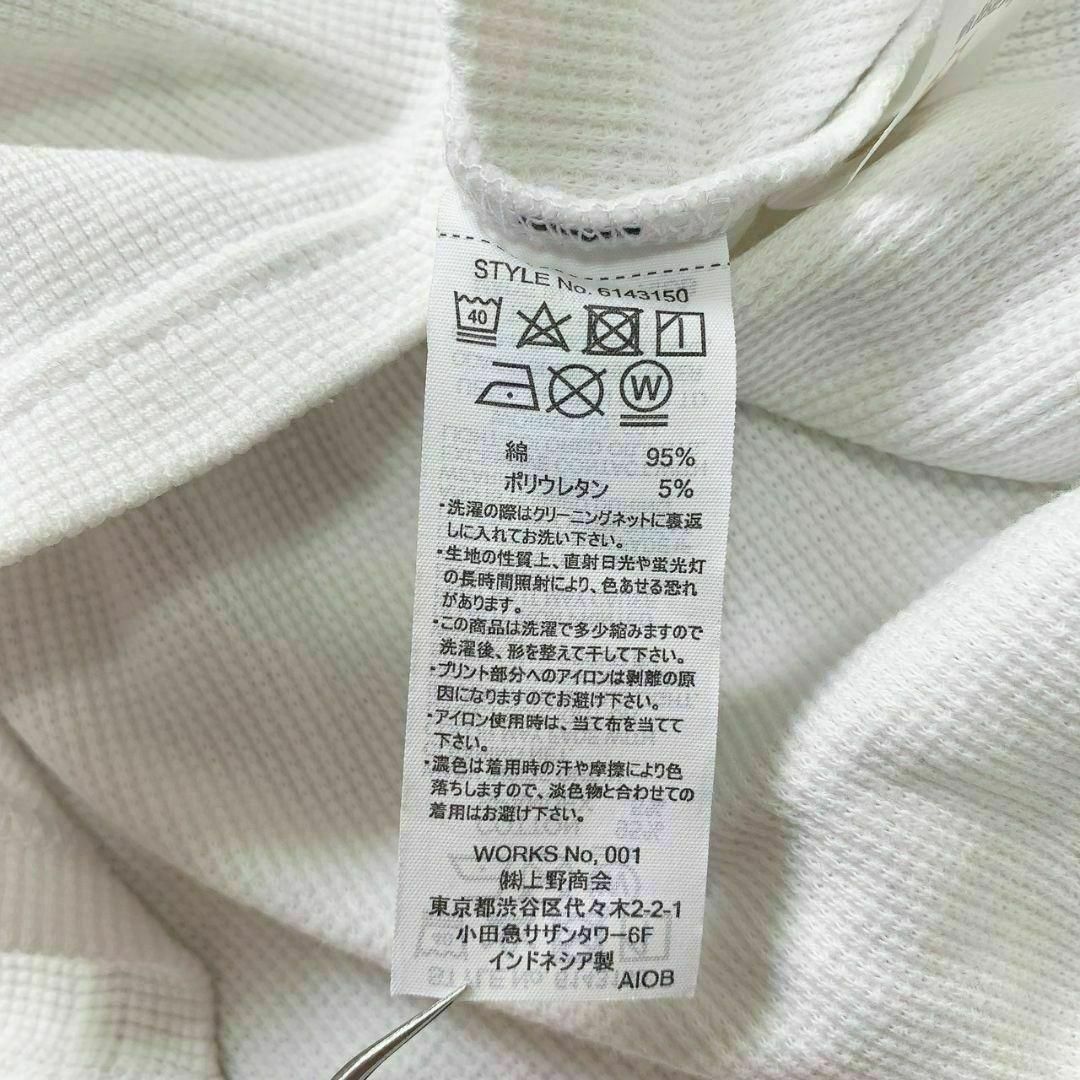 STYLE No. 6143150
40
W
綿 95%
ポリウレタン 5%
・洗濯の際はクリーニングネットに裏返
しに入れてお洗い下さい。
・生地の性質上、直射日光や蛍光灯
の長時間照射により、色あせる恐れ
があります。
・この商品は洗濯で多少縮みますので
洗濯後、形を整えて干して下さい。
・プリント部分へのアイロンは剥離の原
因になりますのでお避け下さい。
・アイロン使用時は、当て布を当てて
下さい。
・濃色は着用時の汗や摩擦により色
落ちしますので、淡色物と合わせての
着用はお避け下さい。
WORKS No, 001
㈱上野商会
東京都渋谷区代々木2-2-1
小田急サザンタワー6F
インドネシア製
AIOB